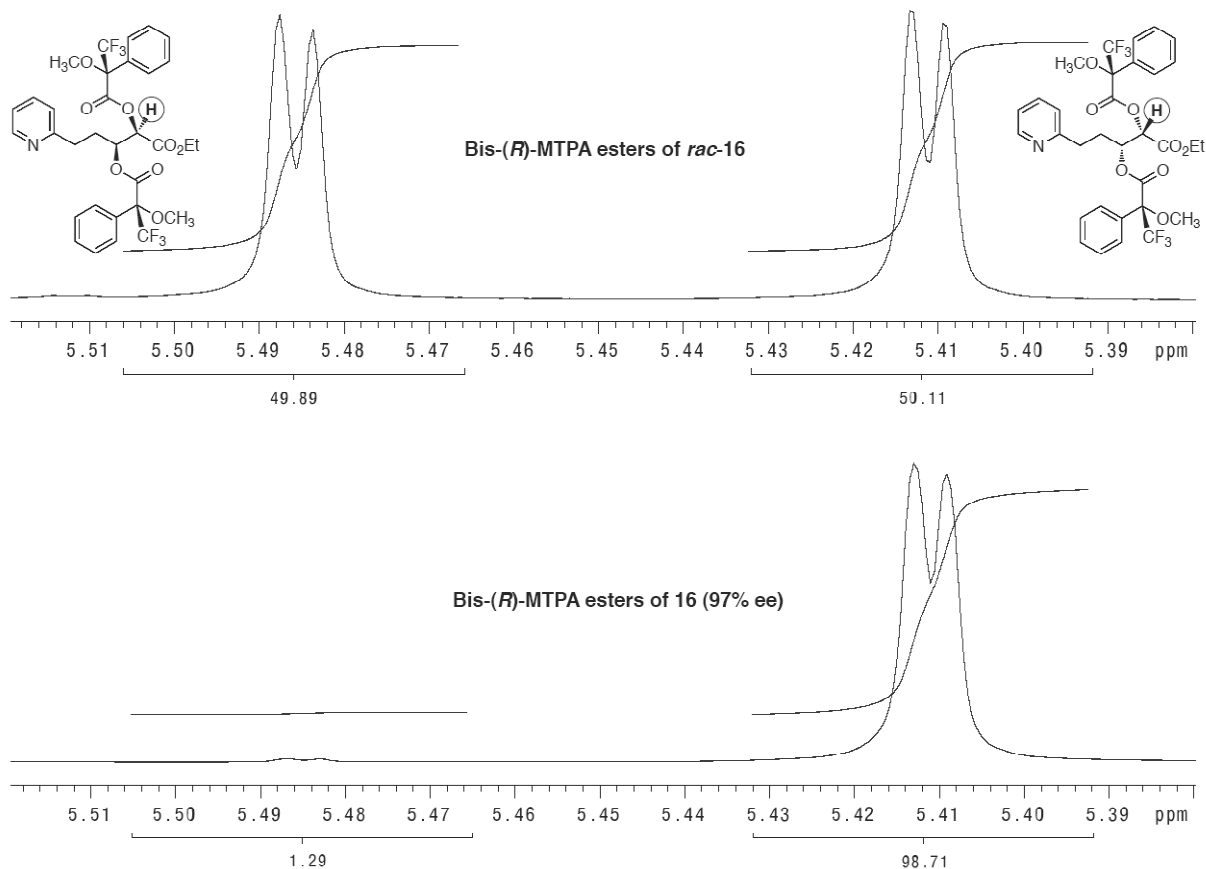 CF₃
H₃CO
O
O
H
N
CO₂Et
O
O
OCH₃
CF₃
Bis-(R)-MTPA esters of rac-16
CF₃
H₃CO
O
O
H
N
CO₂Et
O
O
OCH₃
CF₃
5.51 5.50 5.49 5.48 5.47 5.46 5.45 5.44 5.43 5.42 5.41 5.40 5.39 ppm
49.89 50.11
Bis-(R)-MTPA esters of 16 (97% ee)
5.51 5.50 5.49 5.48 5.47 5.46 5.45 5.44 5.43 5.42 5.41 5.40 5.39 ppm
1.29 98.71